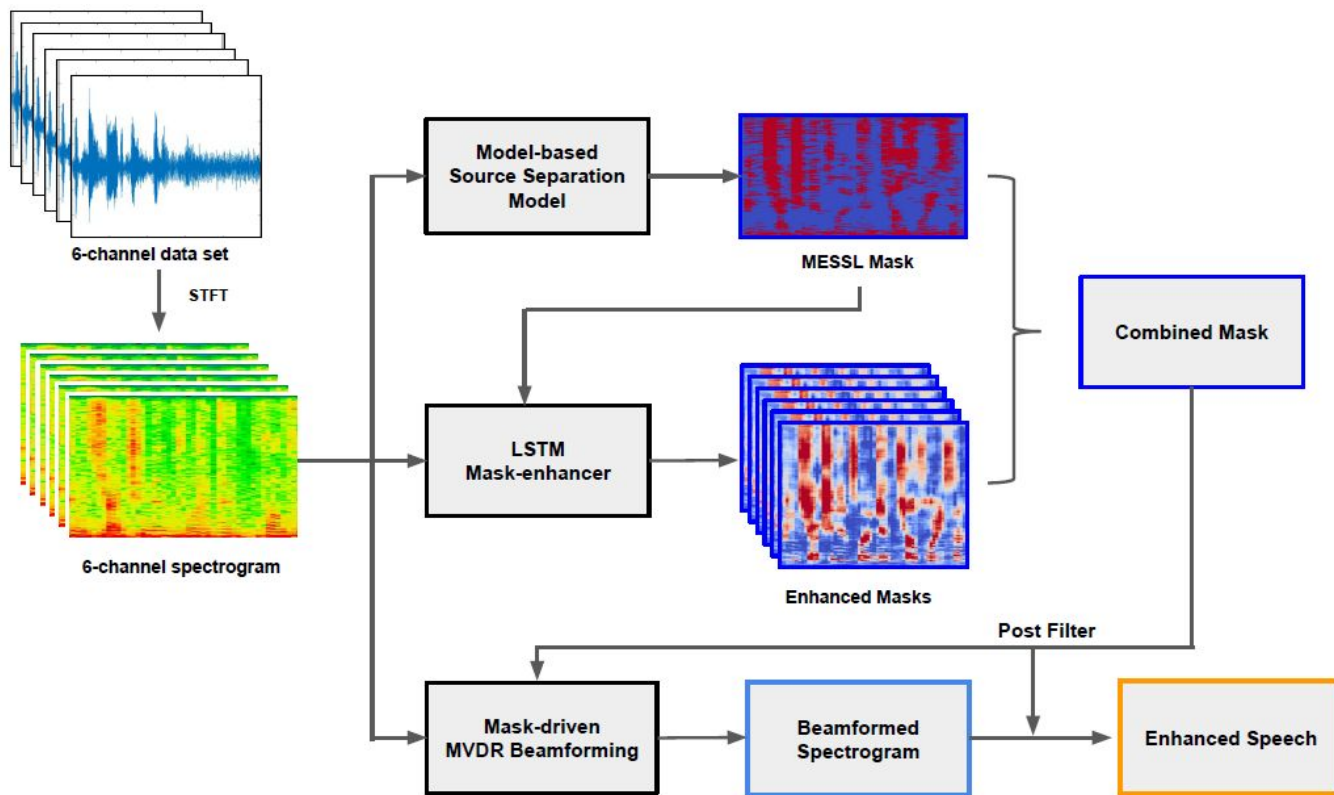 6-channel data set
STFT
6-channel spectrogram
Model-based
Source Separation
Model
MESSL Mask
LSTM
Mask-enhancer
Enhanced Masks
Combined Mask
Post Filter
Mask-driven
MVDR Beamforming
Beamformed
Spectrogram
Enhanced Speech